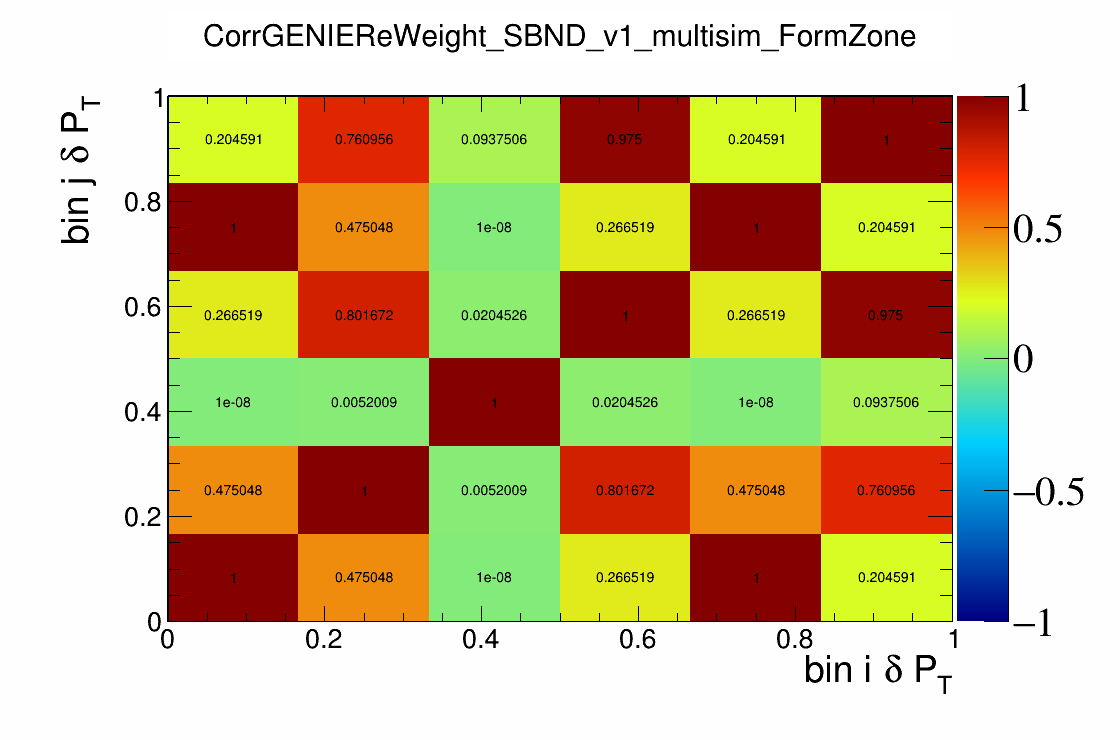 CorrGENIEReWeight_SBND_v1_multisim_FormZone
bin j δ P_T
1
0.8
0.6
0.4
0.2
0
0.204591 0.760956 0.0937506 0.975 0.204591 1
1 0.475048 1e-08 0.266519 1 0.204591
0.266519 0.801672 0.0204526 1 0.266519 0.975
1e-08 0.0052009 1 0.0204526 1e-08 0.0937506
0.475048 1 0.0052009 0.801672 0.475048 0.760956
1 0.475048 1e-08 0.266519 1 0.204591
0 0.2 0.4 0.6 0.8 1
bin i δ P_T
1
0.5
0
−0.5
−1